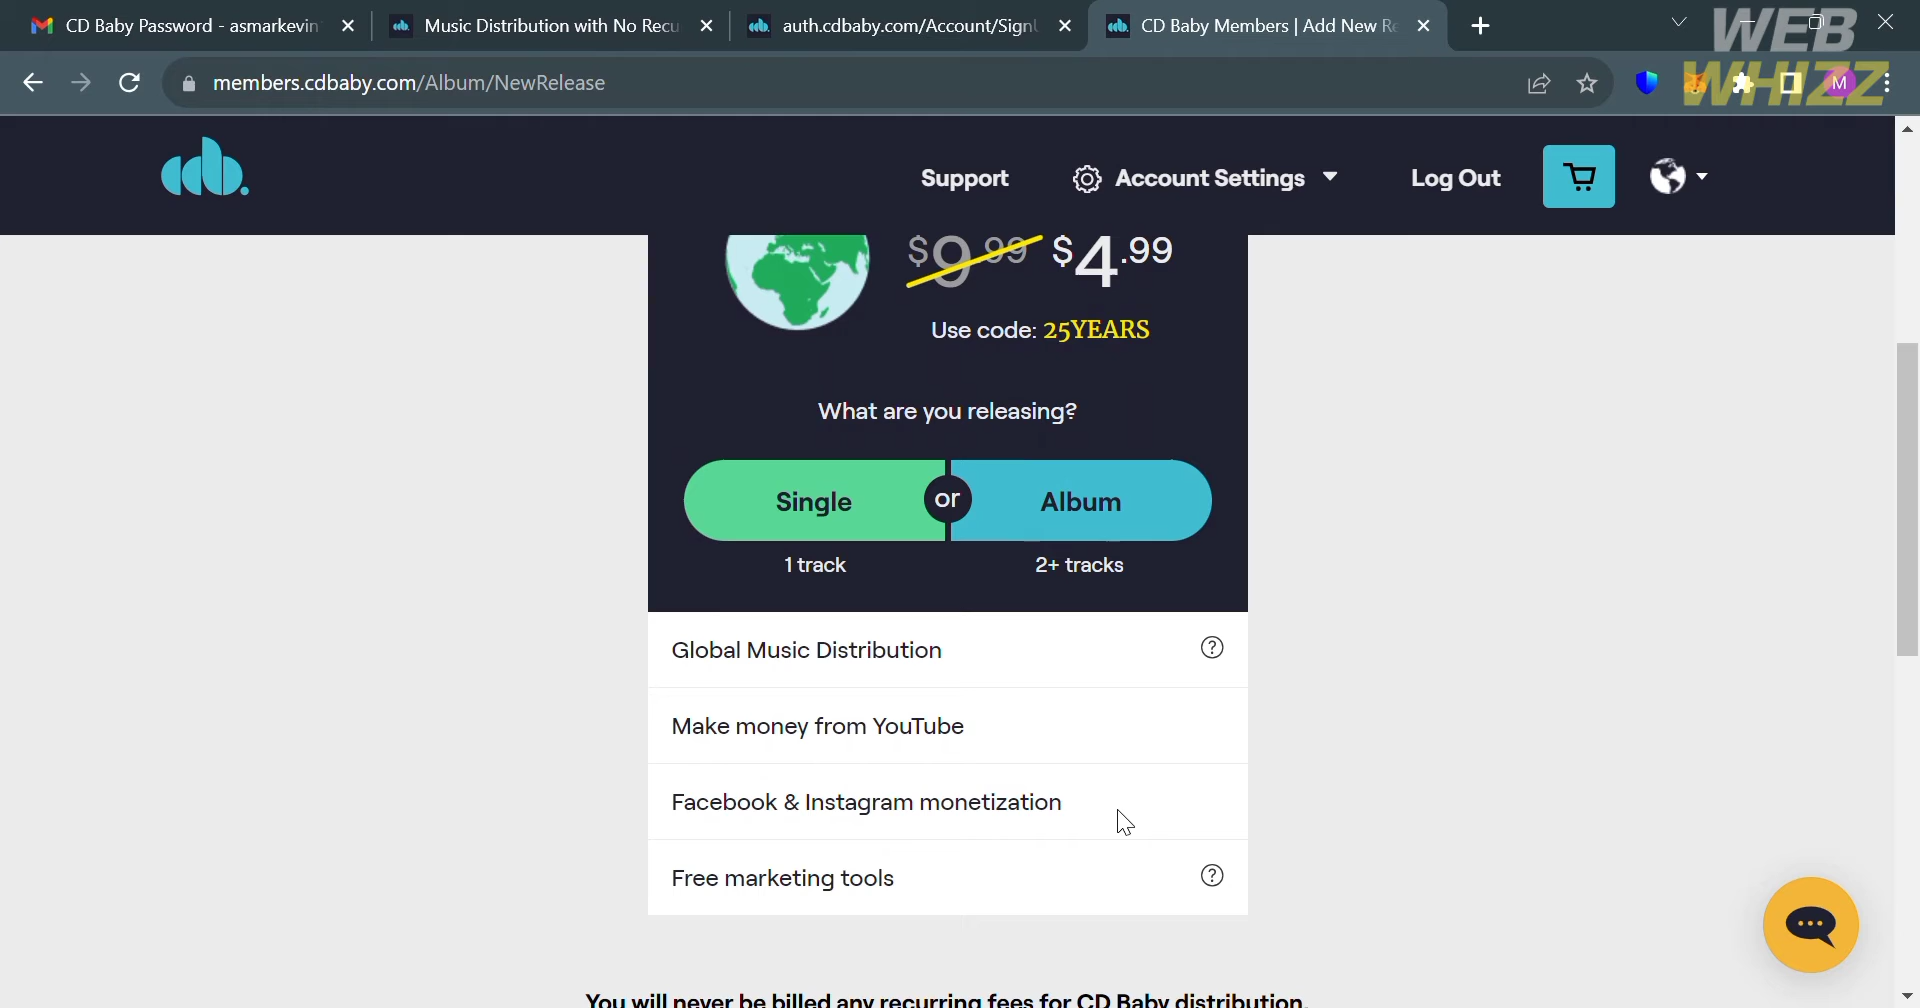 CD Baby Password - asmarkevin
Music Distribution with No Recu
auth.cdbaby.com/Account/Sign
CD Baby Members | Add New Re
WEB
WHIZZ
members.cdbaby.com/Album/NewRelease
M
cdb.
Support
Account Settings
Log Out
$9.99 $4.99
Use code: 25YEARS
What are you releasing?
Single or Album
1 track
2+ tracks
Global Music Distribution
?
Make money from YouTube
Facebook & Instagram monetization
Free marketing tools
?
You will never be billed any recurring fees for CD Baby distribution.